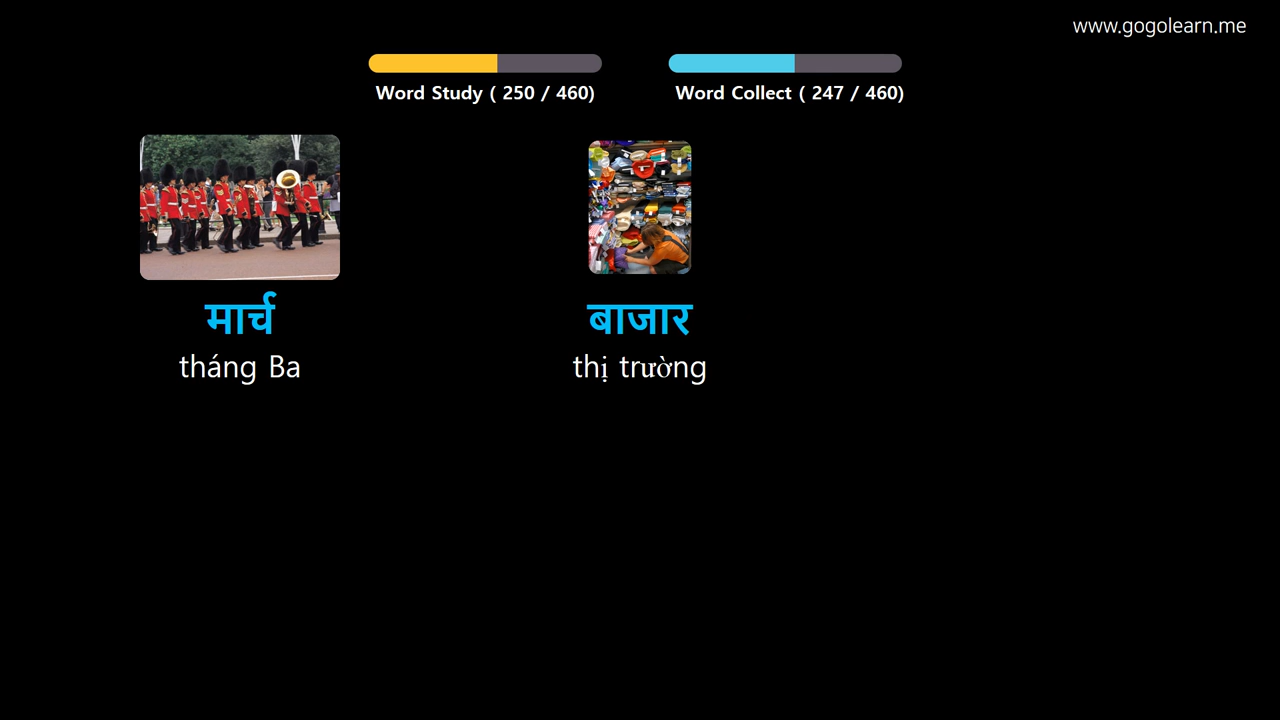 www.gogolearn.me
Word Study ( 250 / 460)
Word Collect ( 247 / 460)
मार्च
tháng Ba
बाजार
thị trường